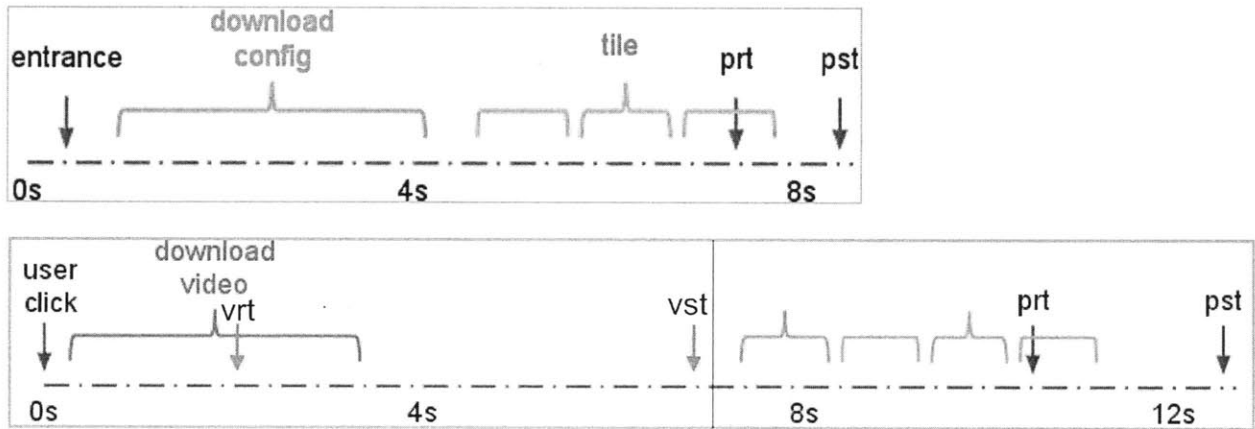 download
config
entrance
tile
prt
pst
0s
4s
8s
download
video
user
click
vrt
vst
prt
pst
0s
4s
8s
12s